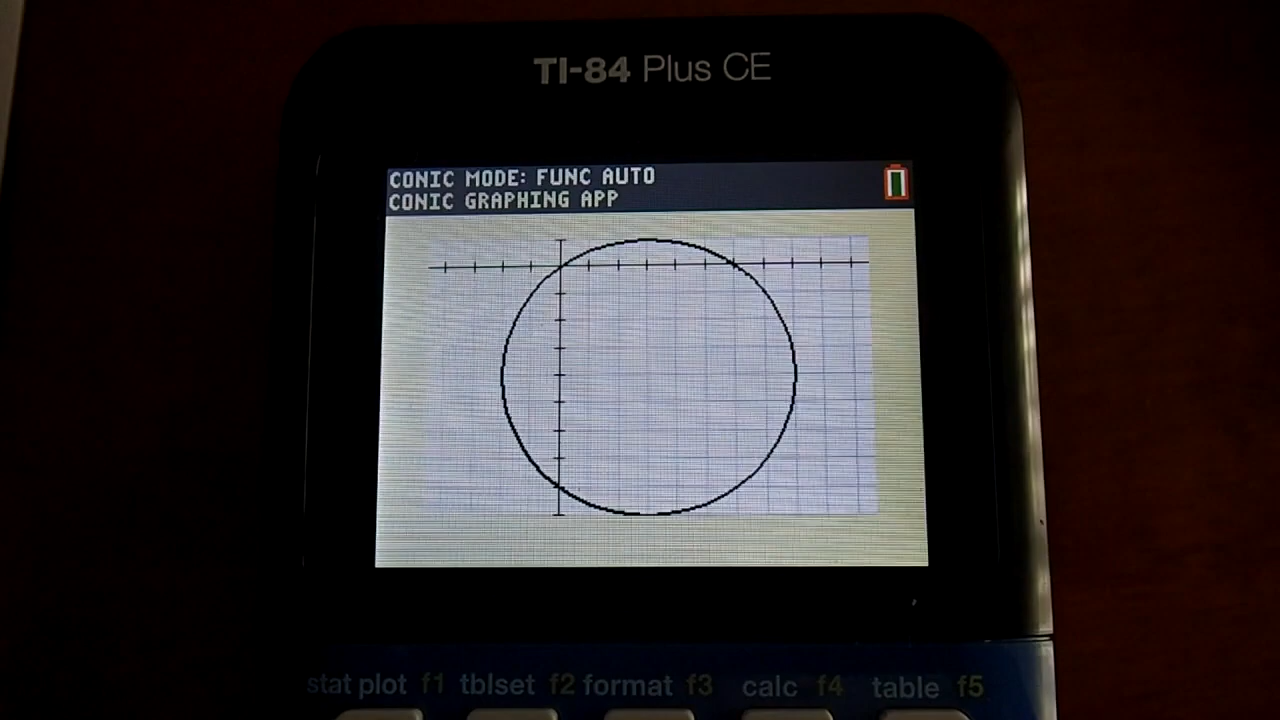 TI-84 Plus CE
CONIC MODE: FUNC AUTO
CONIC GRAPHING APP
stat plot f1 tblset f2 format f3 calc f4 table f5